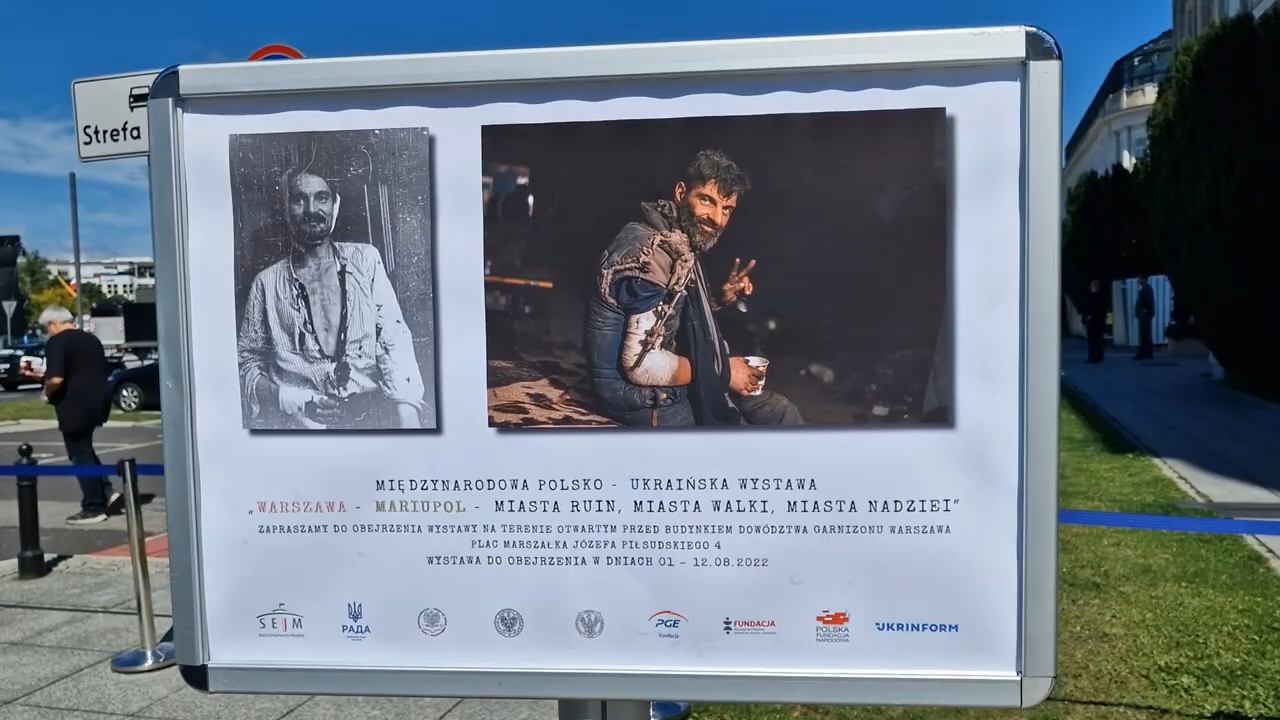 Strefa
MIĘDZYNARODOWA POLSKO - UKRAIŃSKA WYSTAWA
„WARSZAWA - MARIUPOL - MIASTA RUIN, MIASTA WALKI, MIASTA NADZIEI”
ZAPRASZAMY DO OBEJRZENIA WYSTAWY NA TERENIE OTWARTYM PRZED BUDYNKIEM DOWÓDZTWA GARNIZONU WARSZAWA
PLAC MARSZAŁKA JÓZEFA PIŁSUDSKIEGO 4
WYSTAWA DO OBEJRZENIA W DNIACH 01 - 12.08.2022
SEJM
РАДА
PGE
Fundacja
FUNDACJA
POLSKA
FUNDACJA
NARODOWA
UKRINFORM